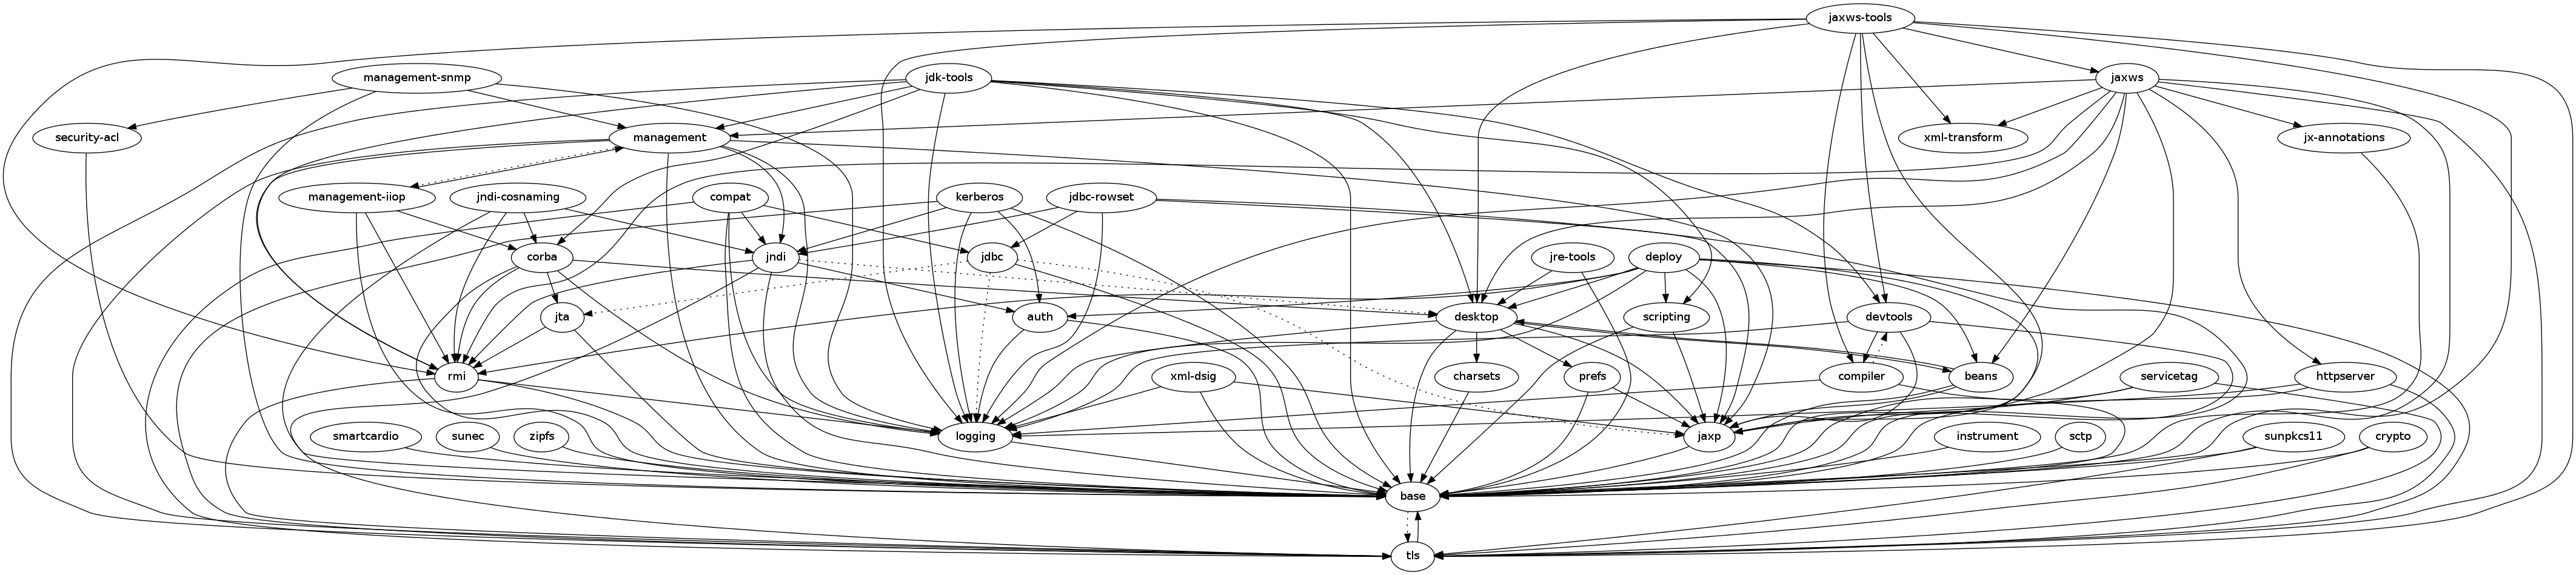 jaxws-tools
management-snmp
jdk-tools
jaxws
security-acl
management
xml-transform
jx-annotations
management-iiop
jndi-cosnaming
compat
kerberos
jdbc-rowset
corba
jndi
jdbc
jre-tools
deploy
jta
auth
desktop
scripting
devtools
rmi
xml-dsig
charsets
prefs
compiler
beans
servicetag
httpserver
smartcardio
sunec
zipfs
logging
jaxp
instrument
sctp
sunpkcs11
crypto
base
tls